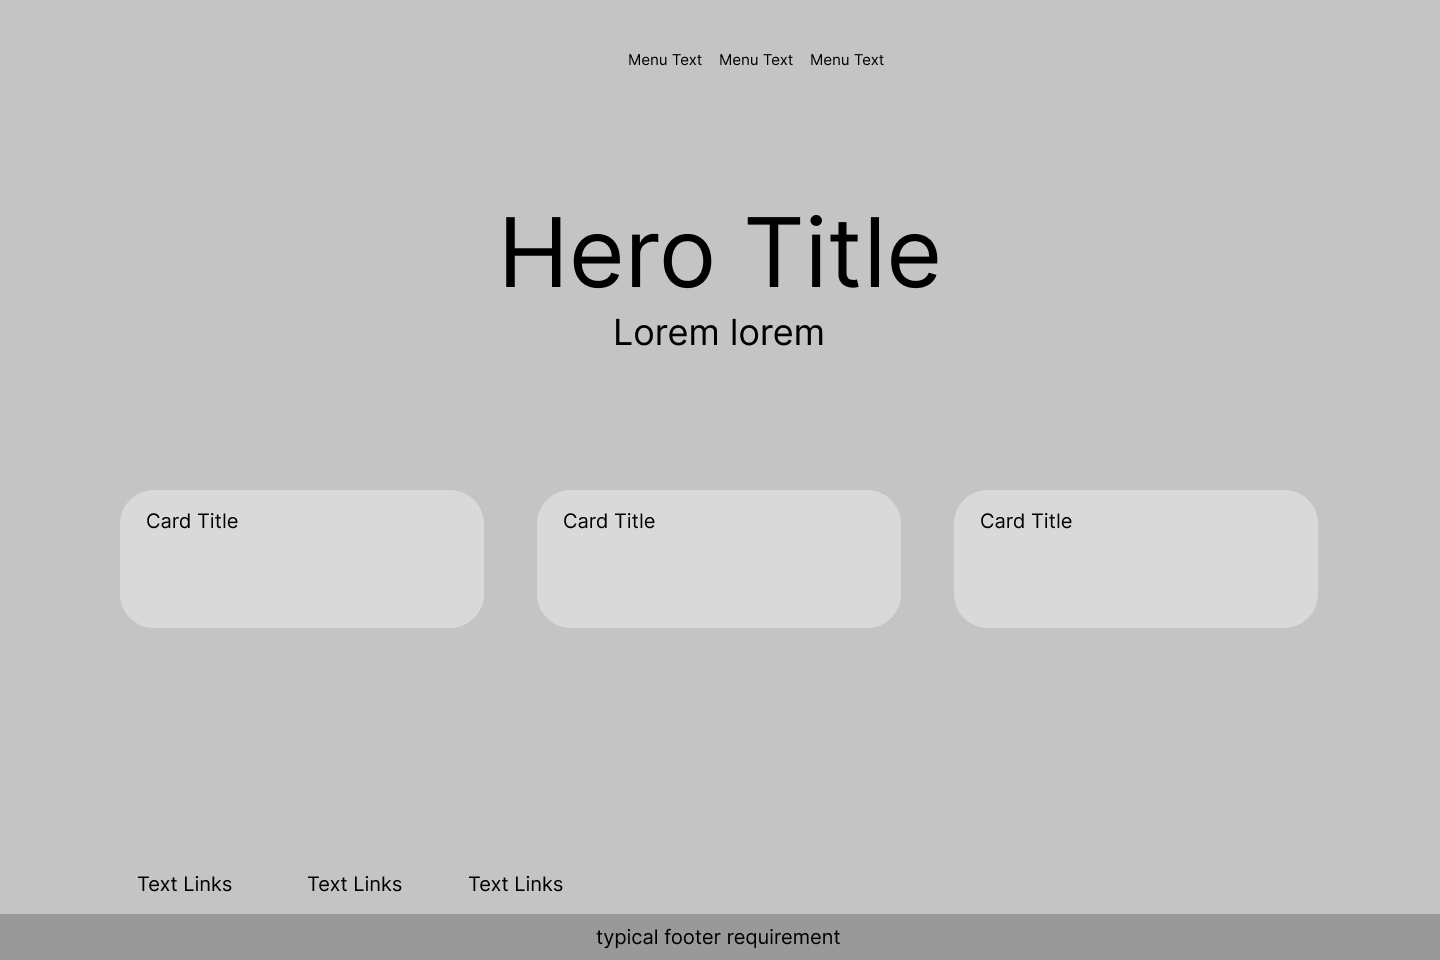 Menu Text Menu Text Menu Text
Hero Title
Lorem lorem
Card Title Card Title Card Title
Text Links Text Links Text Links
typical footer requirement